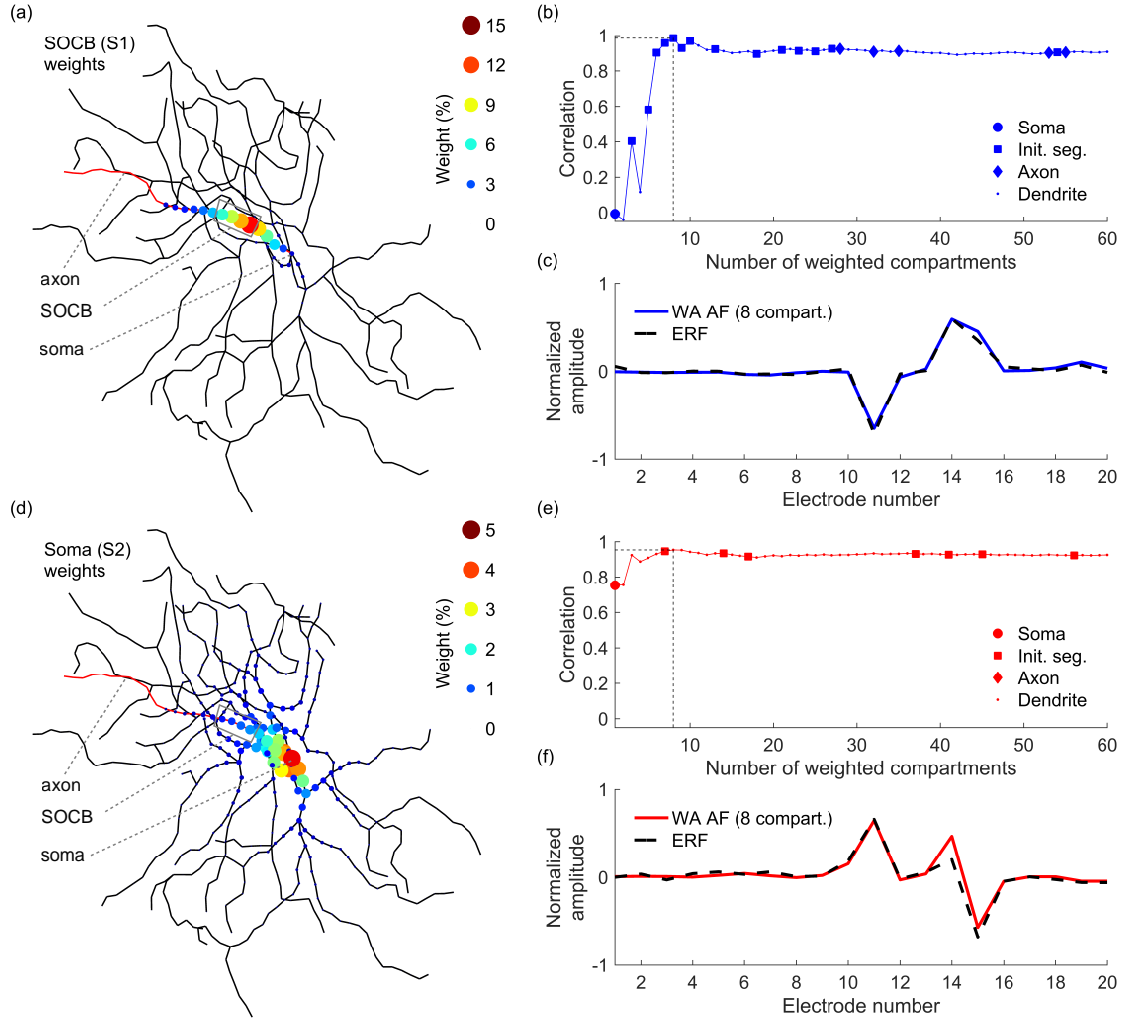 (a)
SOCB (S1)
weights
15
12
9
6
3
0
Weight (%)
axon
SOCB
soma
(b)
1
0.8
0.6
0.4
0.2
0
Correlation
Soma
Init. seg.
Axon
Dendrite
10 20 30 40 50 60
Number of weighted compartments
(c)
1
0
-1
Normalized
amplitude
WA AF (8 compart.)
ERF
2 4 6 8 10 12 14 16 18 20
Electrode number
(d)
Soma (S2)
weights
5
4
3
2
1
0
Weight (%)
axon
SOCB
soma
(e)
1
0.8
0.6
0.4
0.2
0
Correlation
Soma
Init. seg.
Axon
Dendrite
10 20 30 40 50 60
Number of weighted compartments
(f)
1
0
-1
Normalized
amplitude
WA AF (8 compart.)
ERF
2 4 6 8 10 12 14 16 18 20
Electrode number